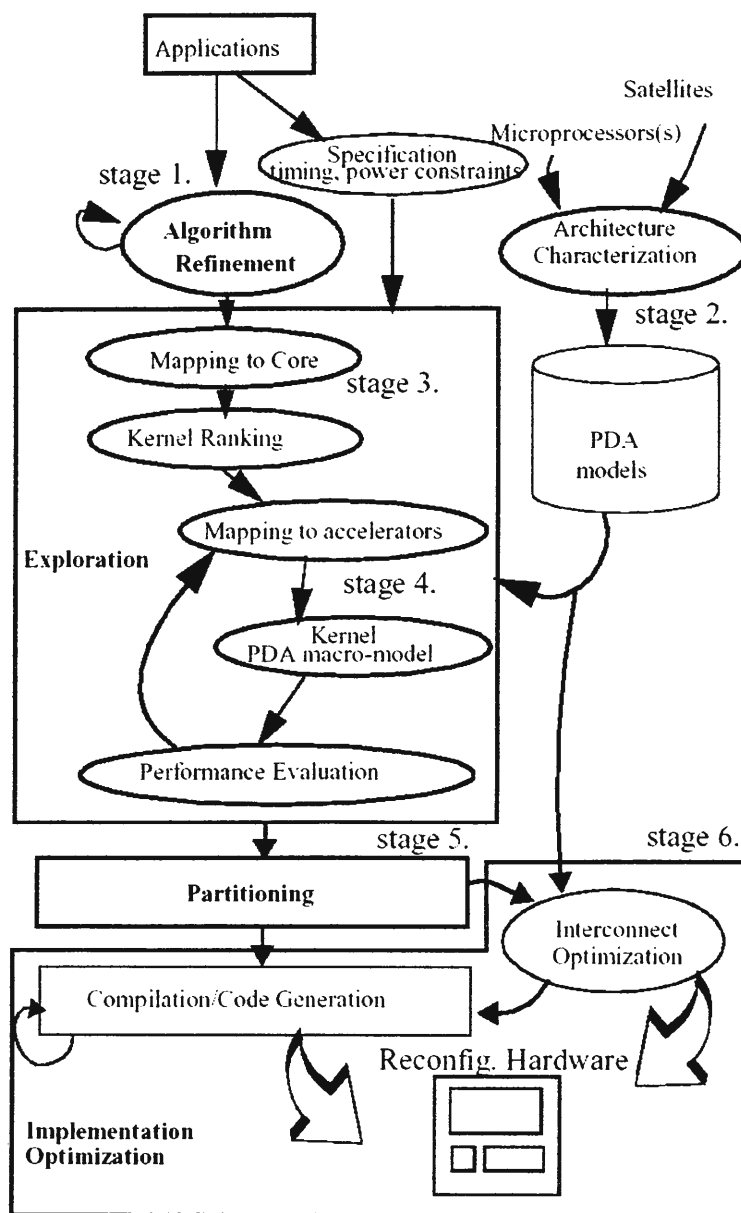 Applications
Satellites
Microprocessors(s)
Specification
timing, power constraints
stage 1.
Algorithm
Refinement
Architecture
Characterization
stage 2.
Mapping to Core
stage 3.
Kernel Ranking
PDA
models
Mapping to accelerators
Exploration
stage 4.
Kernel
PDA macro-model
Performance Evaluation
stage 5.
stage 6.
Partitioning
Interconnect
Optimization
Compilation/Code Generation
Reconfig. Hardware
Implementation
Optimization